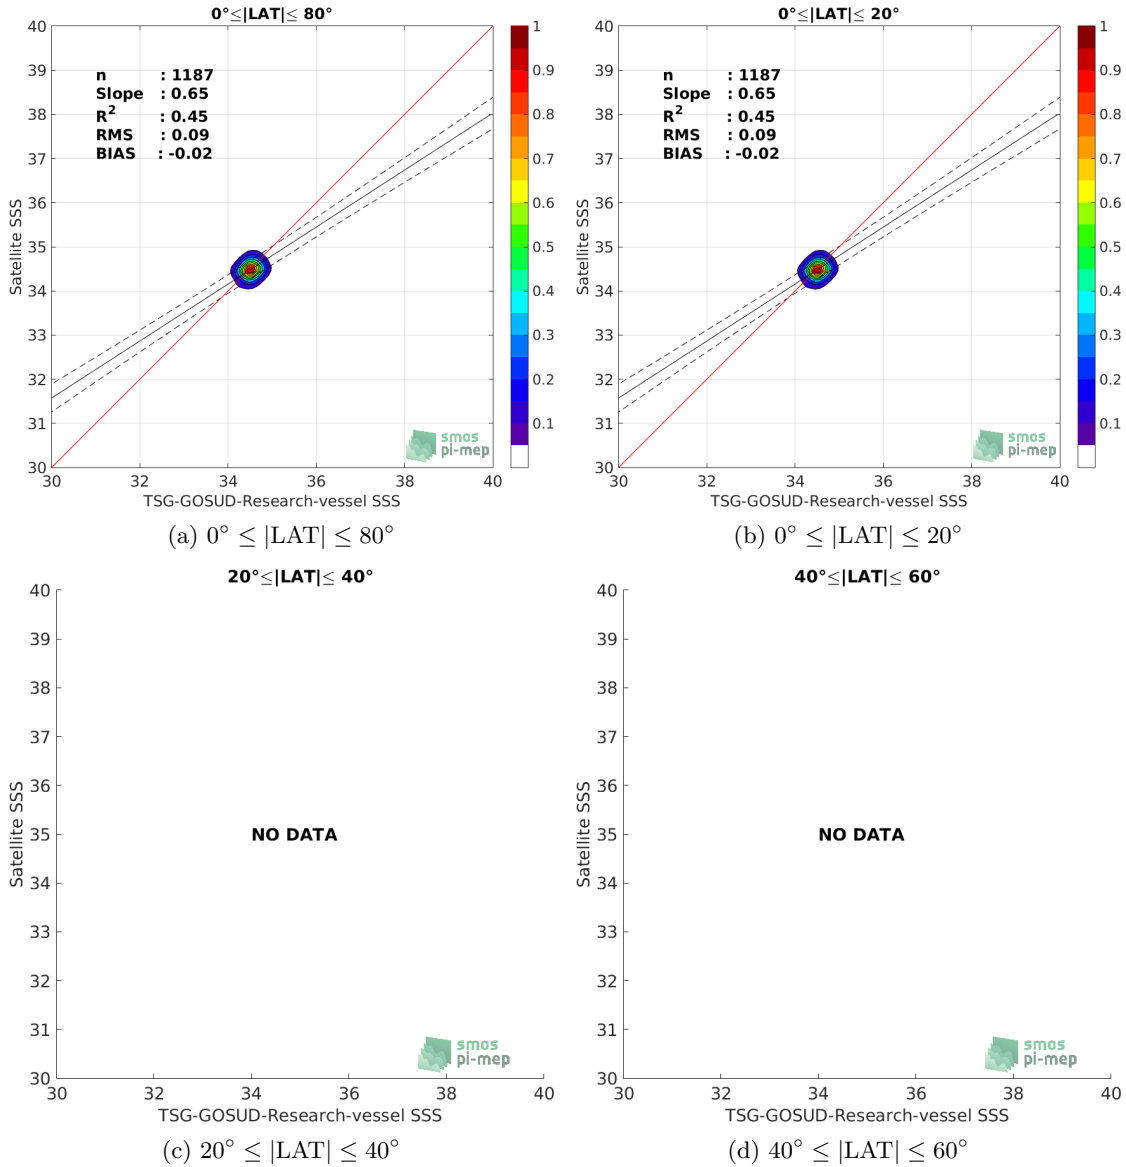 0°≤|LAT|≤ 80°
40
39
38
37
36
35
34
33
32
31
30
Satellite SSS
n : 1187
Slope : 0.65
R² : 0.45
RMS : 0.09
BIAS : -0.02
smos
pi-mep
30 32 34 36 38 40
TSG-GOSUD-Research-vessel SSS
1
0.9
0.8
0.7
0.6
0.5
0.4
0.3
0.2
0.1
(a) 0° ≤ |LAT| ≤ 80°
0°≤|LAT|≤ 20°
40
39
38
37
36
35
34
33
32
31
30
Satellite SSS
n : 1187
Slope : 0.65
R² : 0.45
RMS : 0.09
BIAS : -0.02
smos
pi-mep
30 32 34 36 38 40
TSG-GOSUD-Research-vessel SSS
1
0.9
0.8
0.7
0.6
0.5
0.4
0.3
0.2
0.1
(b) 0° ≤ |LAT| ≤ 20°
20°≤|LAT|≤ 40°
40
39
38
37
36
35
34
33
32
31
30
Satellite SSS
NO DATA
smos
pi-mep
30 32 34 36 38 40
TSG-GOSUD-Research-vessel SSS
(c) 20° ≤ |LAT| ≤ 40°
40°≤|LAT|≤ 60°
40
39
38
37
36
35
34
33
32
31
30
Satellite SSS
NO DATA
smos
pi-mep
30 32 34 36 38 40
TSG-GOSUD-Research-vessel SSS
(d) 40° ≤ |LAT| ≤ 60°